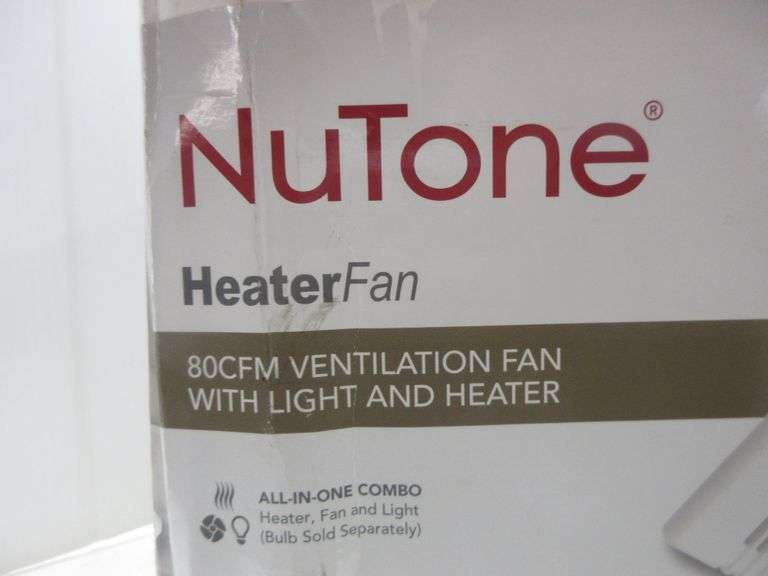 NuTone®
HeaterFan
80CFM VENTILATION FAN
WITH LIGHT AND HEATER
ALL-IN-ONE COMBO
Heater, Fan and Light
(Bulb Sold Separately)